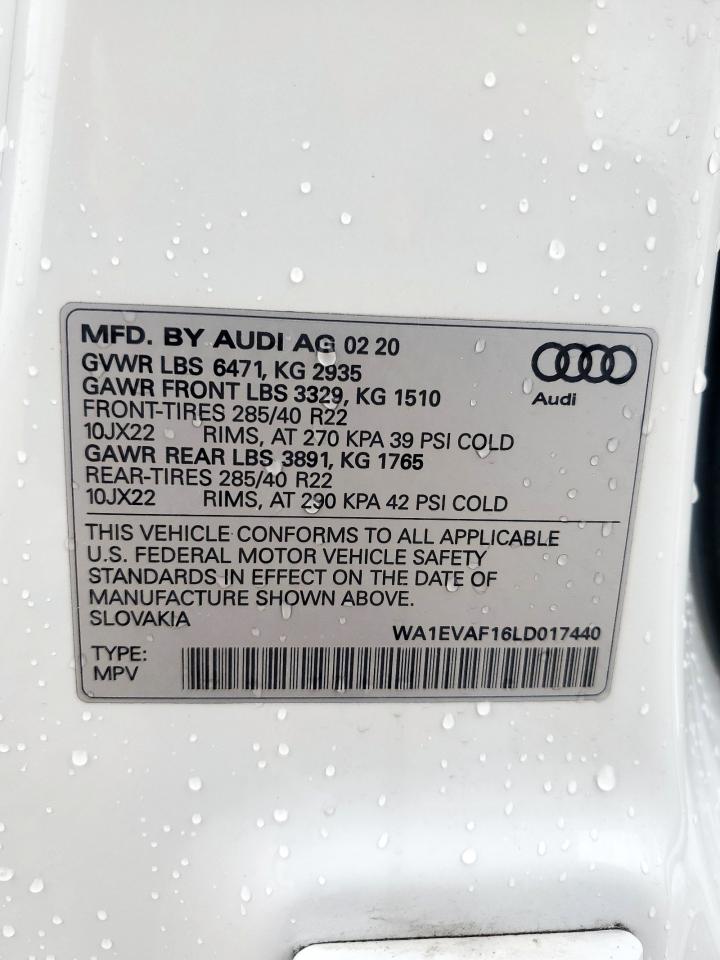 MFD. BY AUDI AG 02 20
GVWR LBS 6471, KG 2935
GAWR FRONT LBS 3329, KG 1510
FRONT-TIRES 285/40 R22
10JX22 RIMS, AT 270 KPA 39 PSI COLD
GAWR REAR LBS 3891, KG 1765
REAR-TIRES 285/40 R22
10JX22 RIMS, AT 290 KPA 42 PSI COLD
Audi
THIS VEHICLE CONFORMS TO ALL APPLICABLE
U.S. FEDERAL MOTOR VEHICLE SAFETY
STANDARDS IN EFFECT ON THE DATE OF
MANUFACTURE SHOWN ABOVE.
SLOVAKIA
WA1EVAF16LD017440
TYPE:
MPV